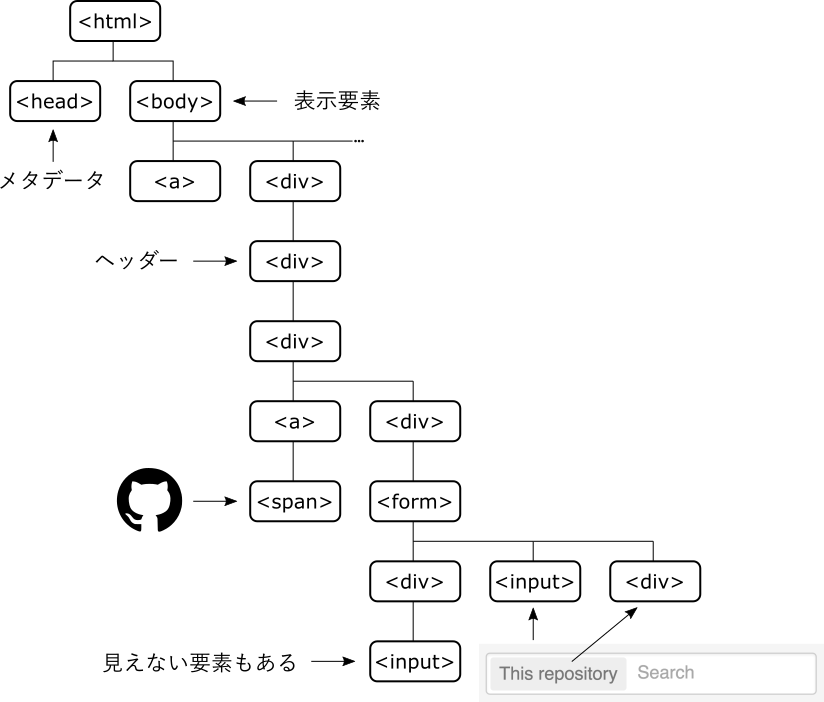 <html>
<head>
<body>
表示要素
...
メタデータ
<a>
<div>
ヘッダー
<div>
<div>
<a>
<div>
<span>
<form>
<div>
<input>
<div>
見えない要素もある
<input>
This repository
Search